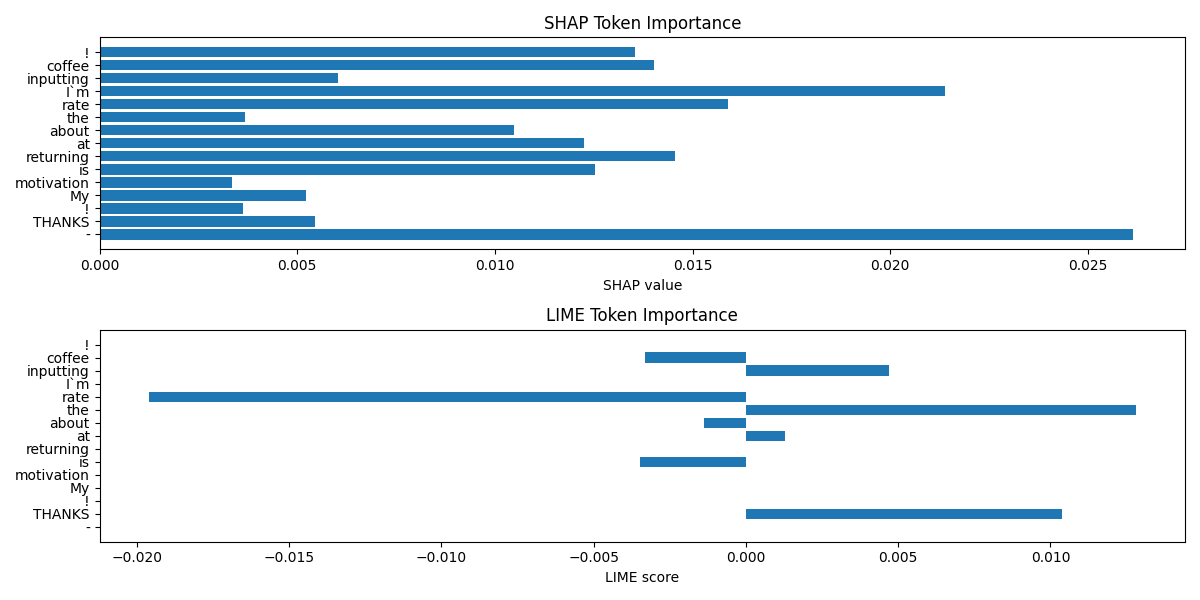 SHAP Token Importance
!
coffee
inputting
I`m
rate
the
about
at
returning
is
motivation
My
!
THANKS
-
0.000 0.005 0.010 0.015 0.020 0.025
SHAP value
LIME Token Importance
!
coffee
inputting
I`m
rate
the
about
at
returning
is
motivation
My
!
THANKS
-
−0.020 −0.015 −0.010 −0.005 0.000 0.005 0.010
LIME score